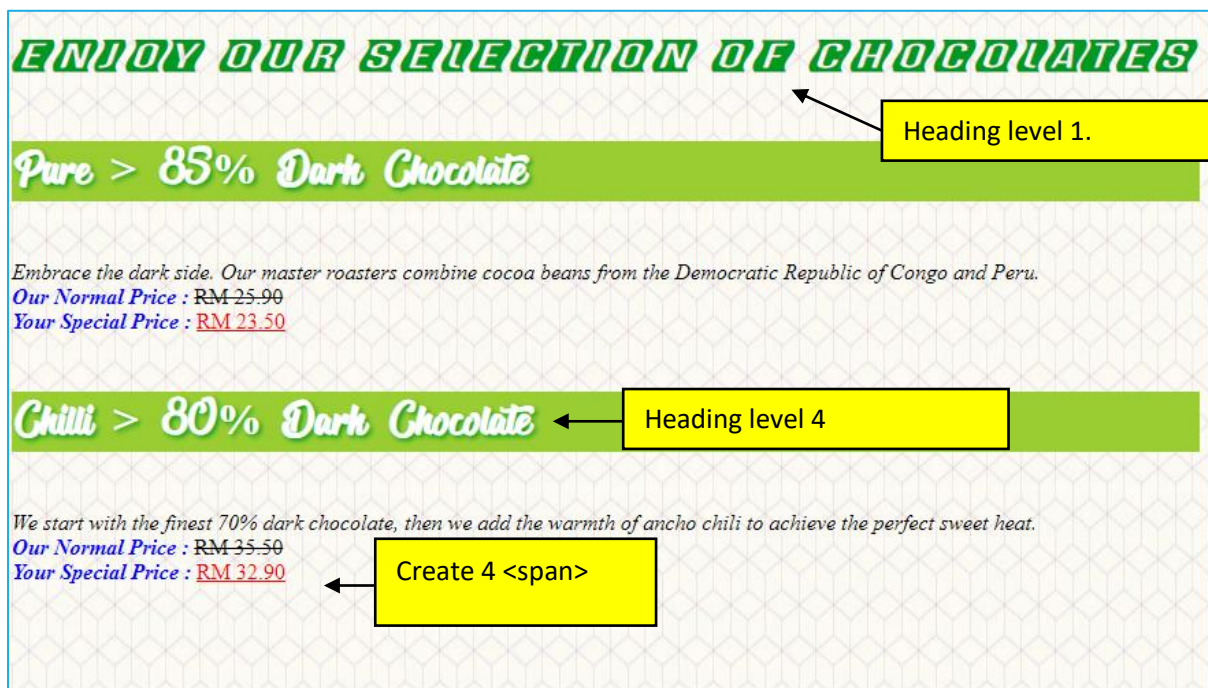 ENJOY OUR SELECTION OF CHOCOLATES
Heading level 1.
Pure > 85% Dark Chocolate
Embrace the dark side. Our master roasters combine cocoa beans from the Democratic Republic of Congo and Peru.
Our Normal Price : RM 25.90
Your Special Price : RM 23.50
Chilli > 80% Dark Chocolate
Heading level 4
We start with the finest 70% dark chocolate, then we add the warmth of ancho chili to achieve the perfect sweet heat.
Our Normal Price : RM 35.50
Your Special Price : RM 32.90
Create 4 <span>